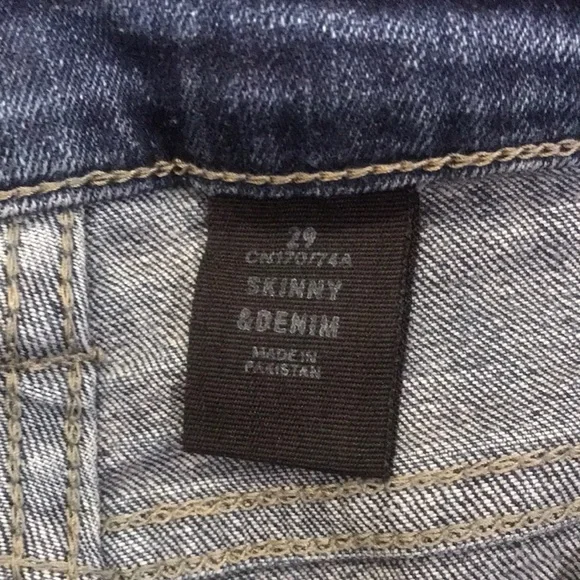 29
CN170/74A
SKINNY
&DENIM
MADE IN
PAKISTAN